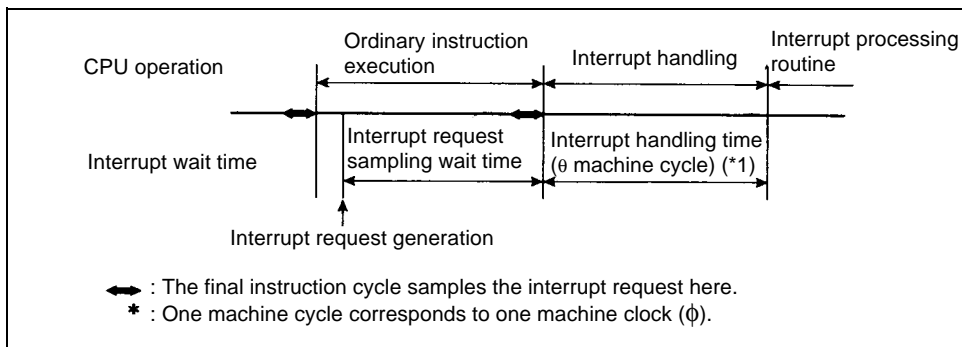 CPU operation
Ordinary instruction
execution
Interrupt handling
Interrupt processing
routine
Interrupt wait time
Interrupt request
sampling wait time
Interrupt handling time
(θ machine cycle) (*1)
Interrupt request generation
: The final instruction cycle samples the interrupt request here.
* : One machine cycle corresponds to one machine clock (ϕ).